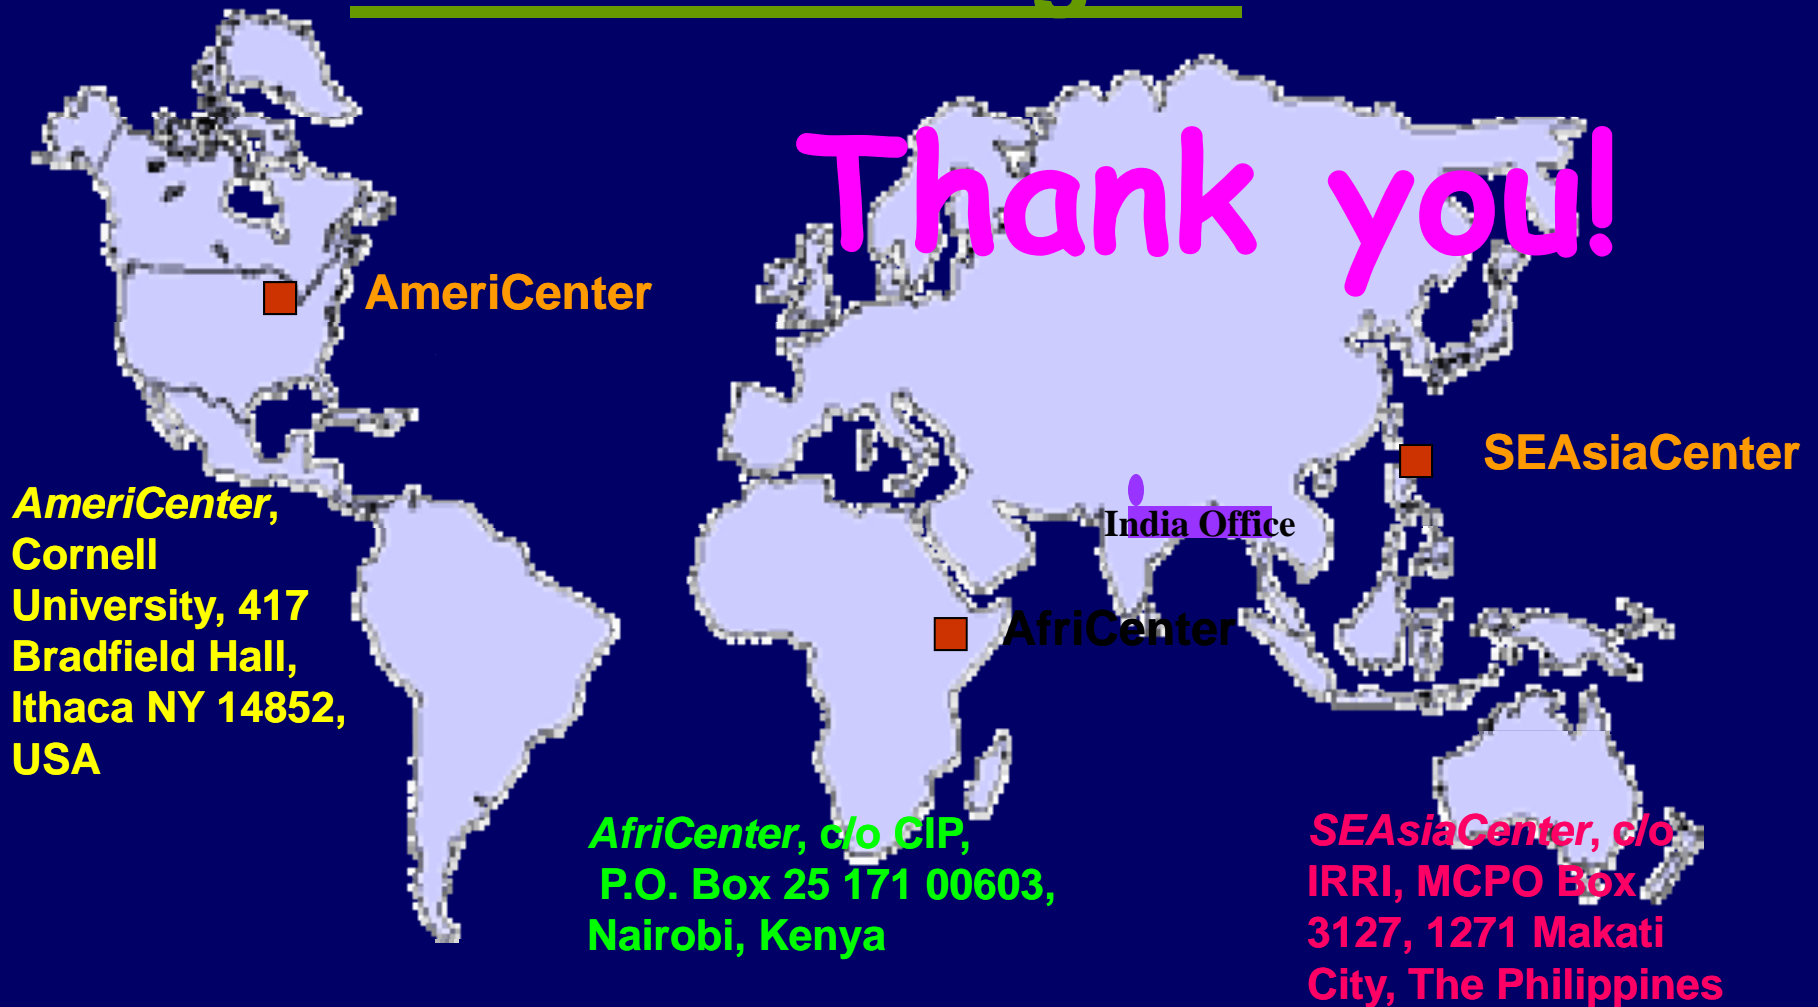 Thank you!
AmeriCenter
SEAsiaCenter
AmeriCenter,
Cornell
University, 417
Bradfield Hall,
Ithaca NY 14852,
USA
India Office
AfriCenter
AfriCenter, c/o CIP,
P.O. Box 25 171 00603,
Nairobi, Kenya
SEAsiaCenter, c/o
IRRI, MCPO Box
3127, 1271 Makati
City, The Philippines